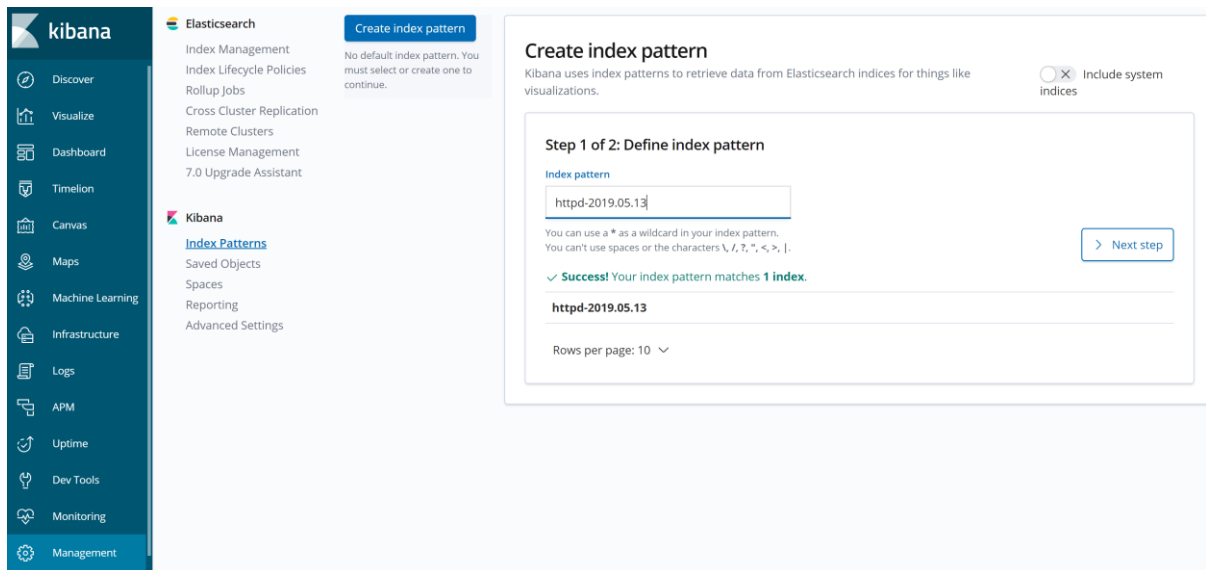 kibana
Discover
Visualize
Dashboard
Timelion
Canvas
Maps
Machine Learning
Infrastructure
Logs
APM
Uptime
Dev Tools
Monitoring
Management
Elasticsearch
Index Management
Index Lifecycle Policies
Rollup Jobs
Cross Cluster Replication
Remote Clusters
License Management
7.0 Upgrade Assistant
Kibana
Index Patterns
Saved Objects
Spaces
Reporting
Advanced Settings
Create index pattern
No default index pattern. You
must select or create one to
continue.
Create index pattern
Kibana uses index patterns to retrieve data from Elasticsearch indices for things like
visualizations.
Include system
indices
Step 1 of 2: Define index pattern
Index pattern
httpd-2019.05.13
You can use a * as a wildcard in your index pattern.
You can't use spaces or the characters \, /, ?, ", <, >, |.
Next step
Success! Your index pattern matches 1 index.
httpd-2019.05.13
Rows per page: 10